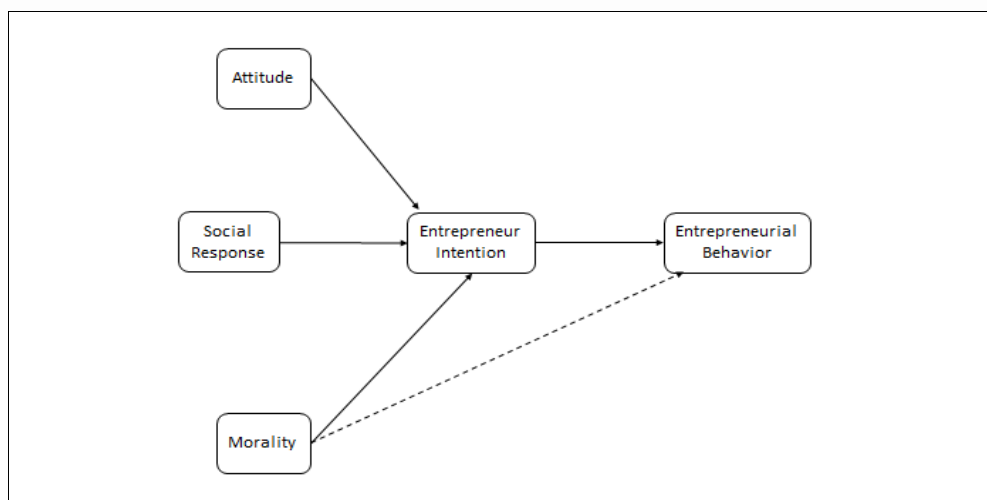 Attitude
Social
Response
Entrepreneur
Intention
Entrepreneurial
Behavior
Morality